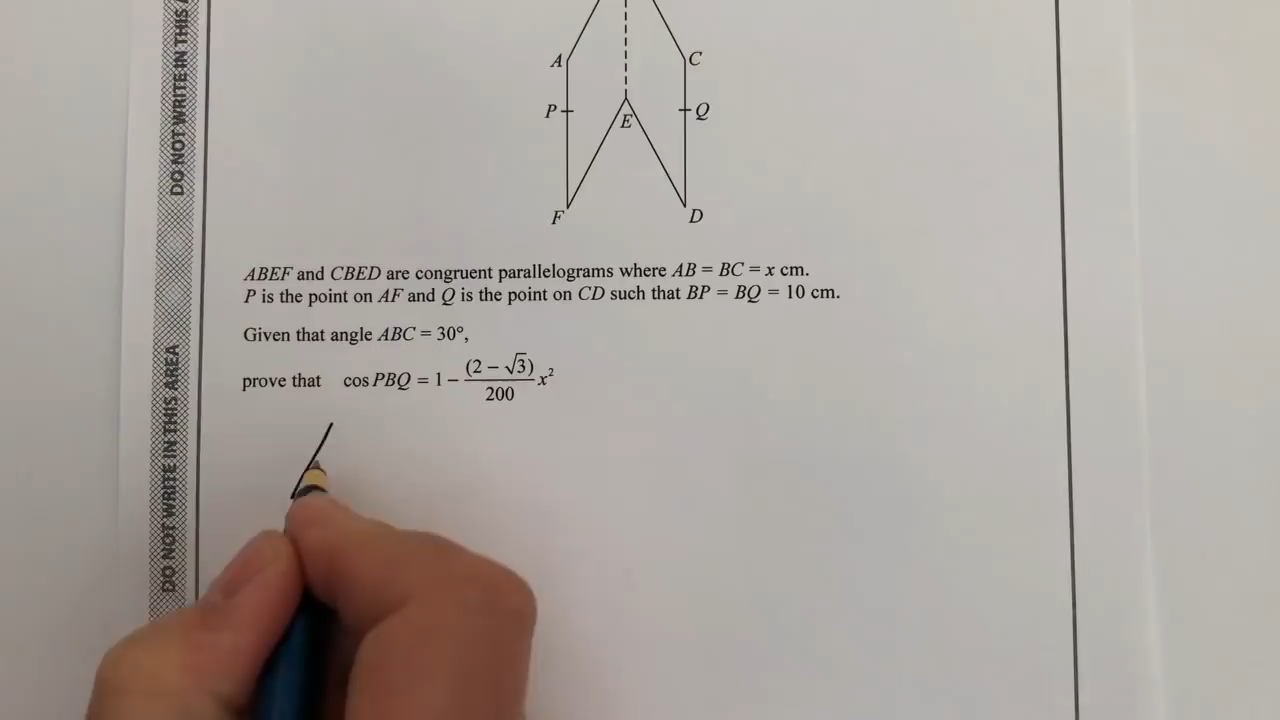 DO NOT WRITE IN THIS
A
C
P
Q
E
F
D
ABEF and CBED are congruent parallelograms where AB = BC = x cm.
P is the point on AF and Q is the point on CD such that BP = BQ = 10 cm.
Given that angle ABC = 30°,
prove that cos PBQ = 1 − (2 − √3)/200 x²
DO NOT WRITE IN THIS AREA